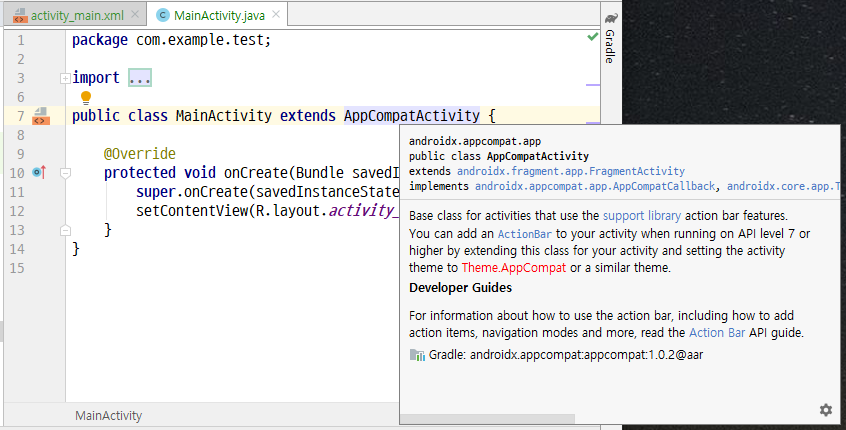 activity_main.xml
MainActivity.java
Gradle
1 package com.example.test;
2
3 import ...
6
7 public class MainActivity extends AppCompatActivity {
8
9 @Override
10 protected void onCreate(Bundle savedI
11 super.onCreate(savedInstanceState
12 setContentView(R.layout.activity_
13 }
14 }
15
androidx.appcompat.app
public class AppCompatActivity
extends androidx.fragment.app.FragmentActivity
implements androidx.appcompat.app.AppCompatCallback, androidx.core.app.T
Base class for activities that use the support library action bar features.
You can add an ActionBar to your activity when running on API level 7 or
higher by extending this class for your activity and setting the activity
theme to Theme.AppCompat or a similar theme.
Developer Guides
For information about how to use the action bar, including how to add
action items, navigation modes and more, read the Action Bar API guide.
Gradle: androidx.appcompat:appcompat:1.0.2@aar
MainActivity